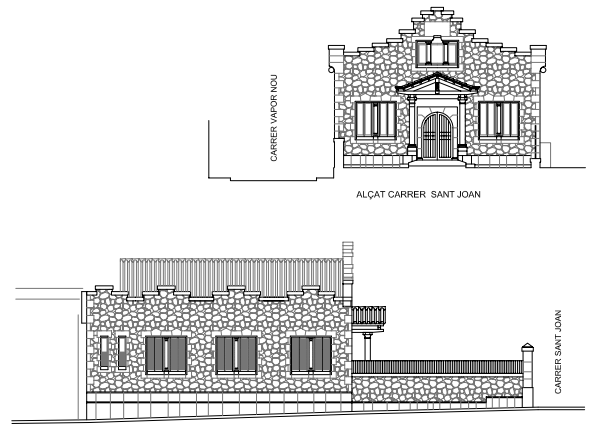 CARRER VAPOR NOU
ALÇAT CARRER SANT JOAN
CARRER SANT JOAN